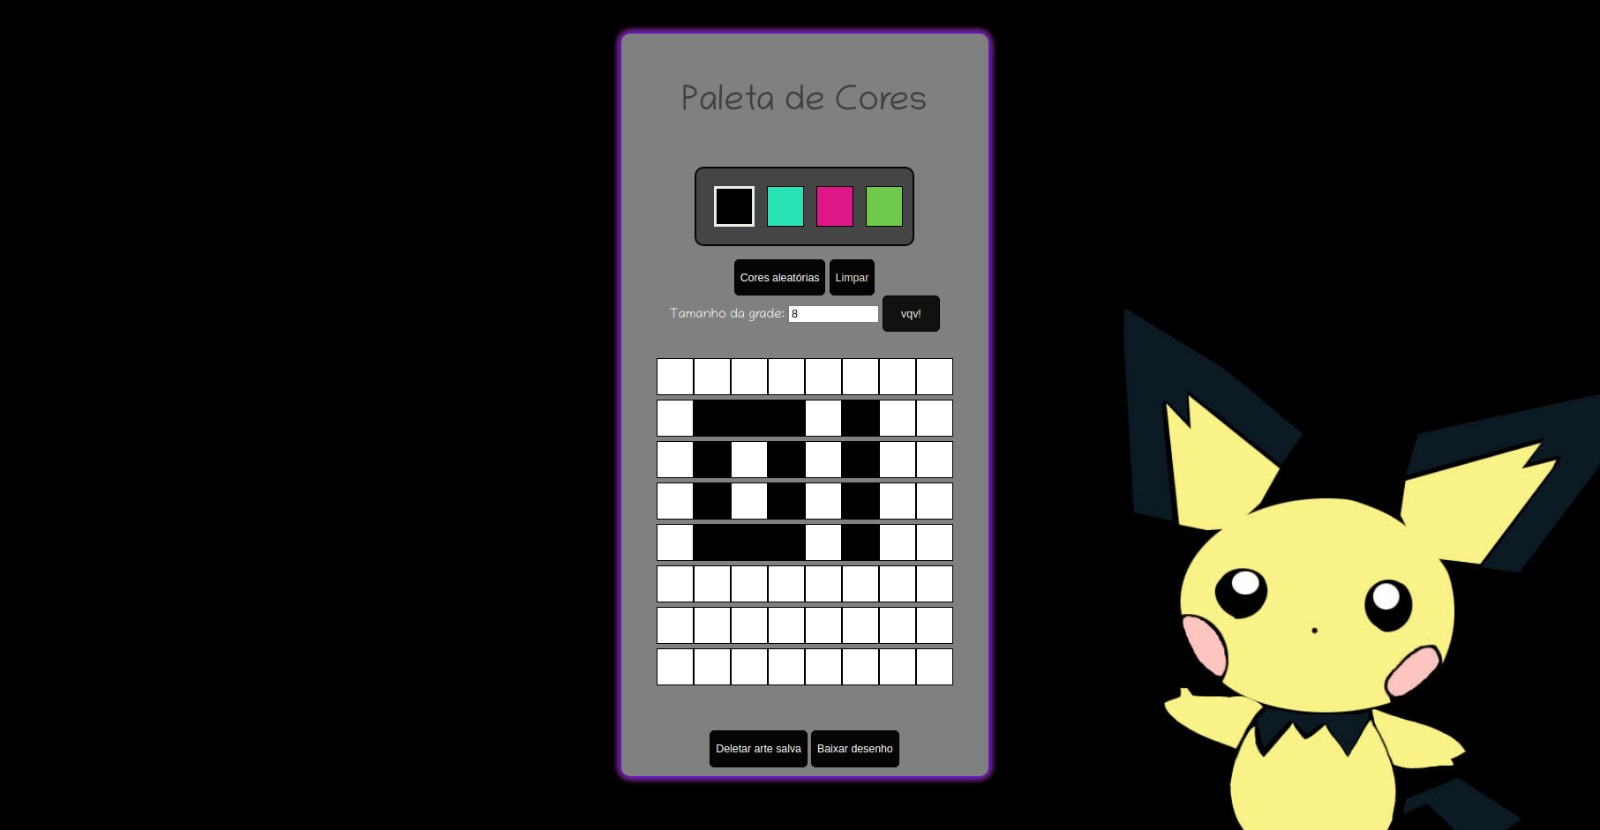 Paleta de Cores
Cores aleatórias Limpar
Tamanho da grade: 8 vqv!
Deletar arte salva Baixar desenho